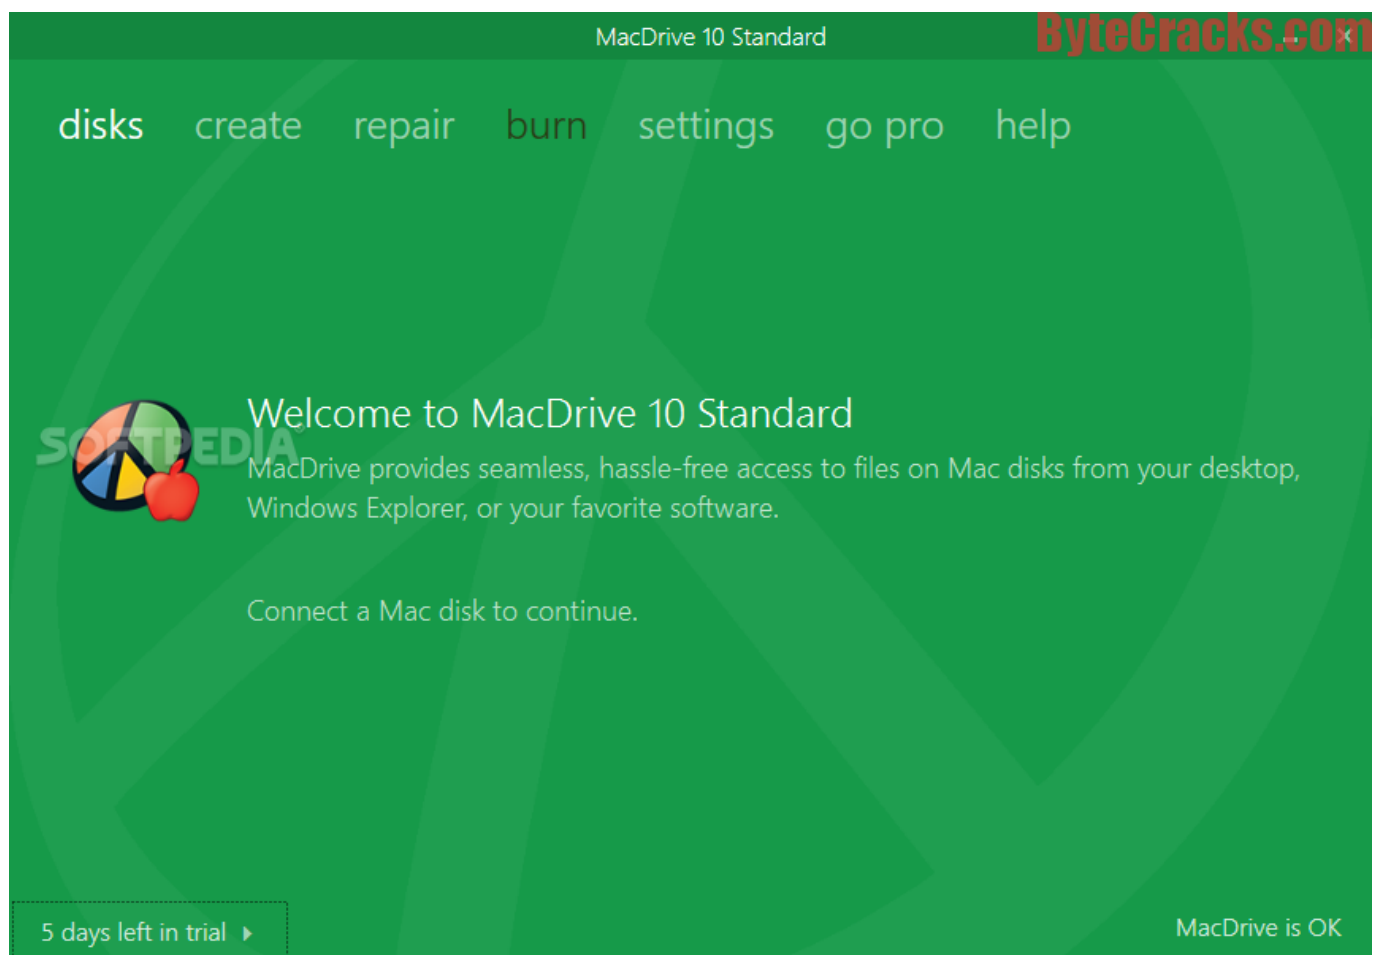 MacDrive 10 Standard
ByteCracks.com
disks create repair burn settings go pro help
Welcome to MacDrive 10 Standard
SOFTPEDIA
MacDrive provides seamless, hassle-free access to files on Mac disks from your desktop,
Windows Explorer, or your favorite software.
Connect a Mac disk to continue.
5 days left in trial
MacDrive is OK